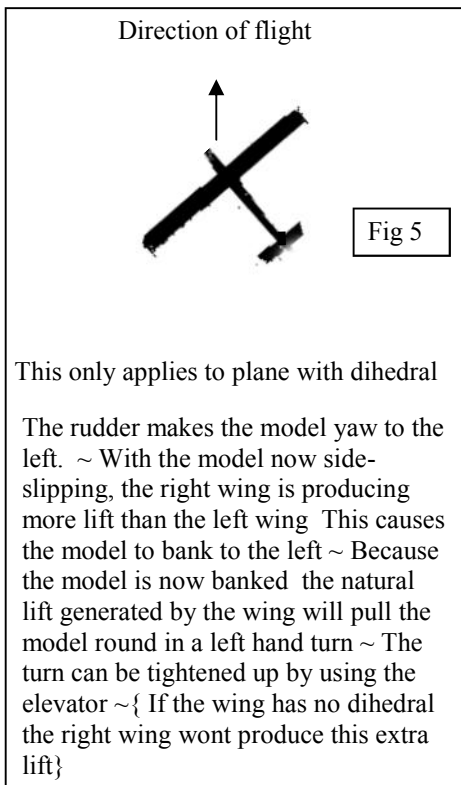 Direction of flight
Fig 5
This only applies to plane with dihedral
The rudder makes the model yaw to the
left.  ~ With the model now side-
slipping, the right wing is producing
more lift than the left wing  This causes
the model to bank to the left ~ Because
the model is now banked  the natural
lift generated by the wing will pull the
model round in a left hand turn ~ The
turn can be tightened up by using the
elevator ~{ If the wing has no dihedral
the right wing wont produce this extra
lift}